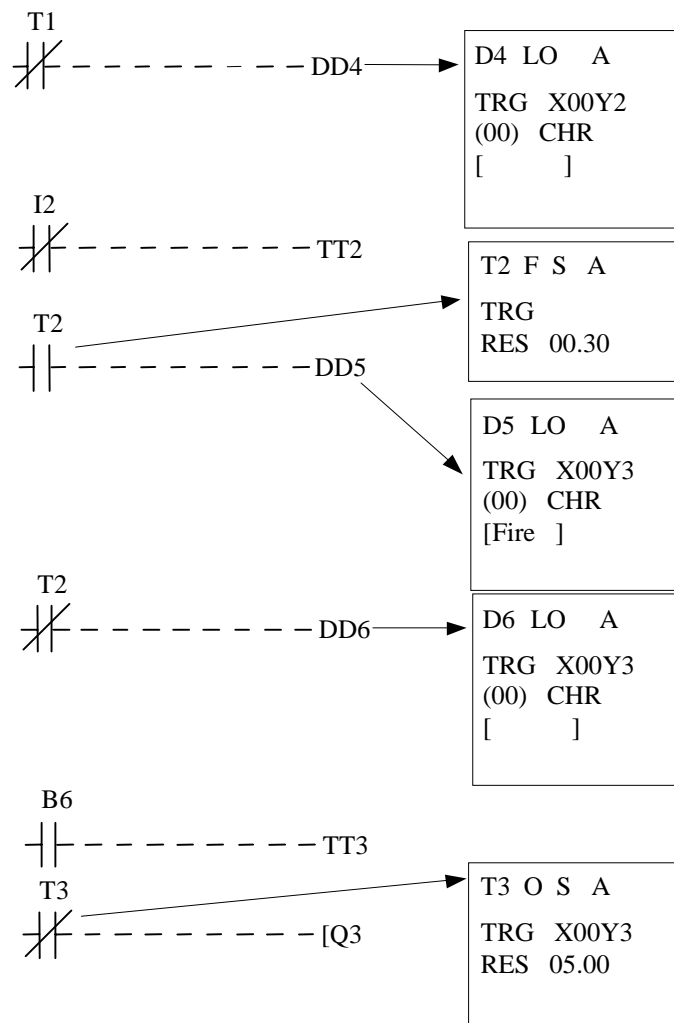 T1
DD4
D4 LO A
TRG X00Y2
(00) CHR
[ ]
I2
TT2
T2
DD5
T2 F S A
TRG
RES 00.30
D5 LO A
TRG X00Y3
(00) CHR
[Fire ]
T2
DD6
D6 LO A
TRG X00Y3
(00) CHR
[ ]
B6
TT3
T3
[Q3
T3 O S A
TRG X00Y3
RES 05.00